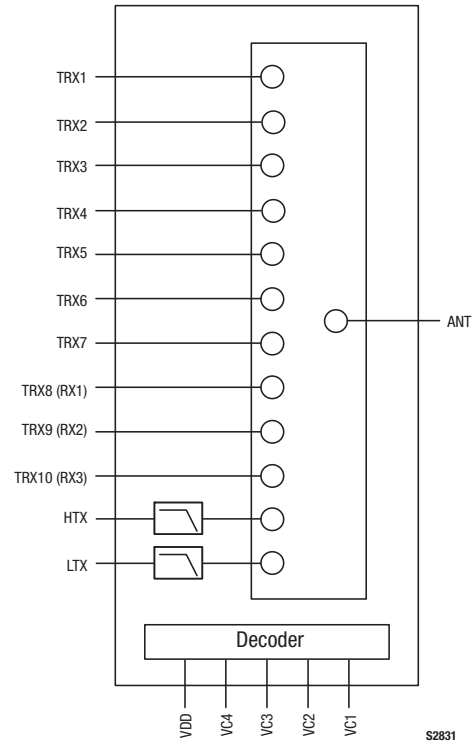 TRX1
TRX2
TRX3
TRX4
TRX5
TRX6
TRX7
TRX8 (RX1)
TRX9 (RX2)
TRX10 (RX3)
HTX
LTX
ANT
Decoder
VDD
VC4
VC3
VC2
VC1
S2831